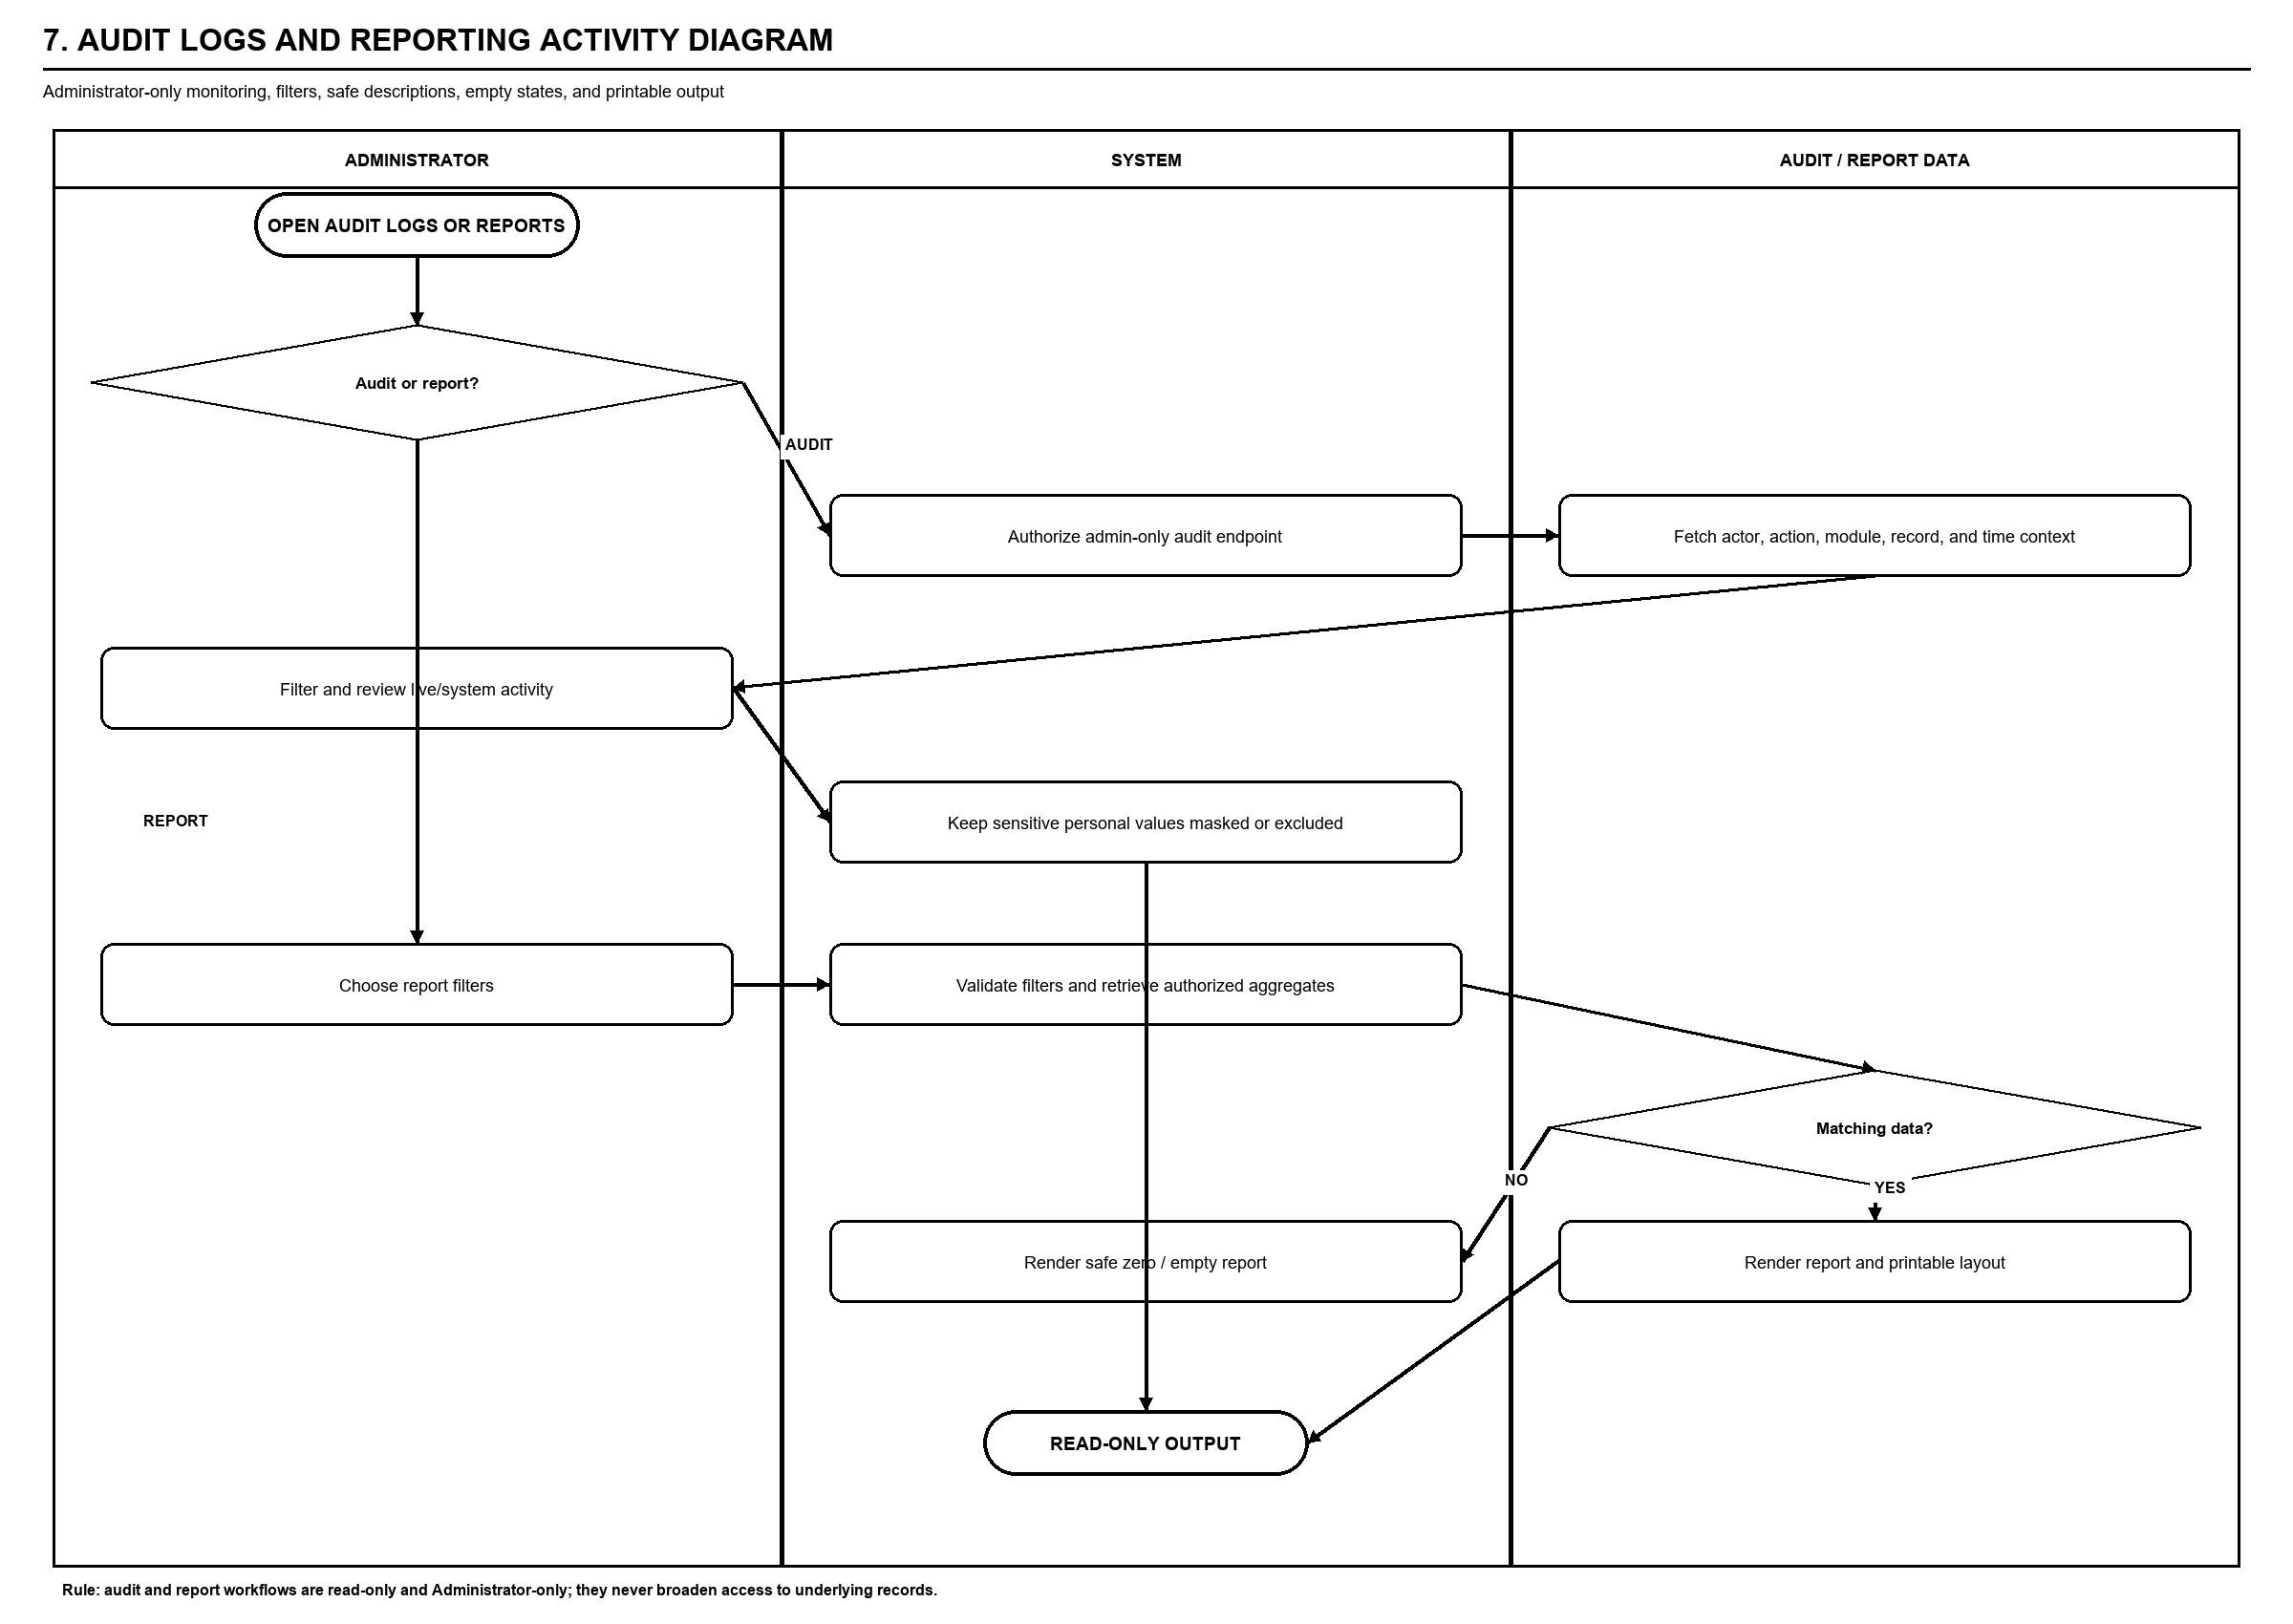 7. AUDIT LOGS AND REPORTING ACTIVITY DIAGRAM
Administrator-only monitoring, filters, safe descriptions, empty states, and printable output
ADMINISTRATOR
SYSTEM
AUDIT / REPORT DATA
OPEN AUDIT LOGS OR REPORTS
Audit or report?
AUDIT
Authorize admin-only audit endpoint
Fetch actor, action, module, record, and time context
Filter and review live/system activity
REPORT
Keep sensitive personal values masked or excluded
Choose report filters
Validate filters and retrieve authorized aggregates
Matching data?
NO
YES
Render safe zero / empty report
Render report and printable layout
READ-ONLY OUTPUT
Rule: audit and report workflows are read-only and Administrator-only; they never broaden access to underlying records.